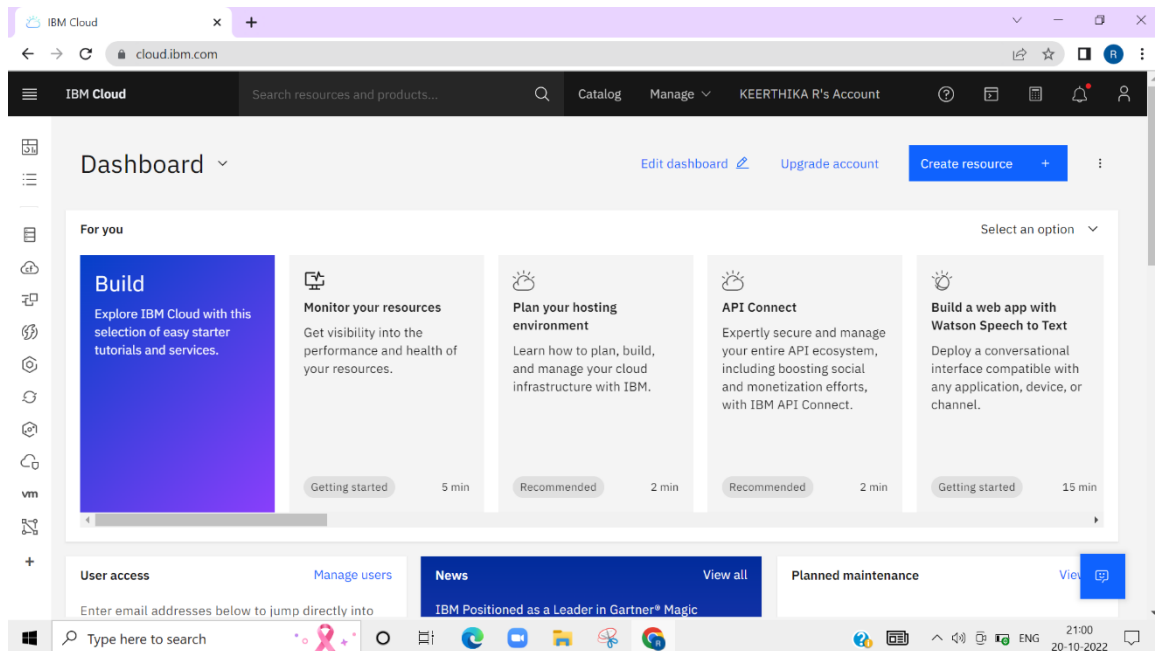 IBM Cloud
cloud.ibm.com
R
IBM Cloud
Search resources and products...
Catalog
Manage
KEERTHIKA R's Account
Dashboard
Edit dashboard
Upgrade account
Create resource +
For you
Select an option
Build
Explore IBM Cloud with this
selection of easy starter
tutorials and services.
Monitor your resources
Get visibility into the
performance and health of
your resources.
Getting started
5 min
Plan your hosting
environment
Learn how to plan, build,
and manage your cloud
infrastructure with IBM.
Recommended
2 min
API Connect
Expertly secure and manage
your entire API ecosystem,
including boosting social
and monetization efforts,
with IBM API Connect.
Recommended
2 min
Build a web app with
Watson Speech to Text
Deploy a conversational
interface compatible with
any application, device, or
channel.
Getting started
15 min
vm
User access
Manage users
Enter email addresses below to jump directly into
News
View all
IBM Positioned as a Leader in Gartner® Magic
Planned maintenance
Type here to search
ENG
21:00
20-10-2022